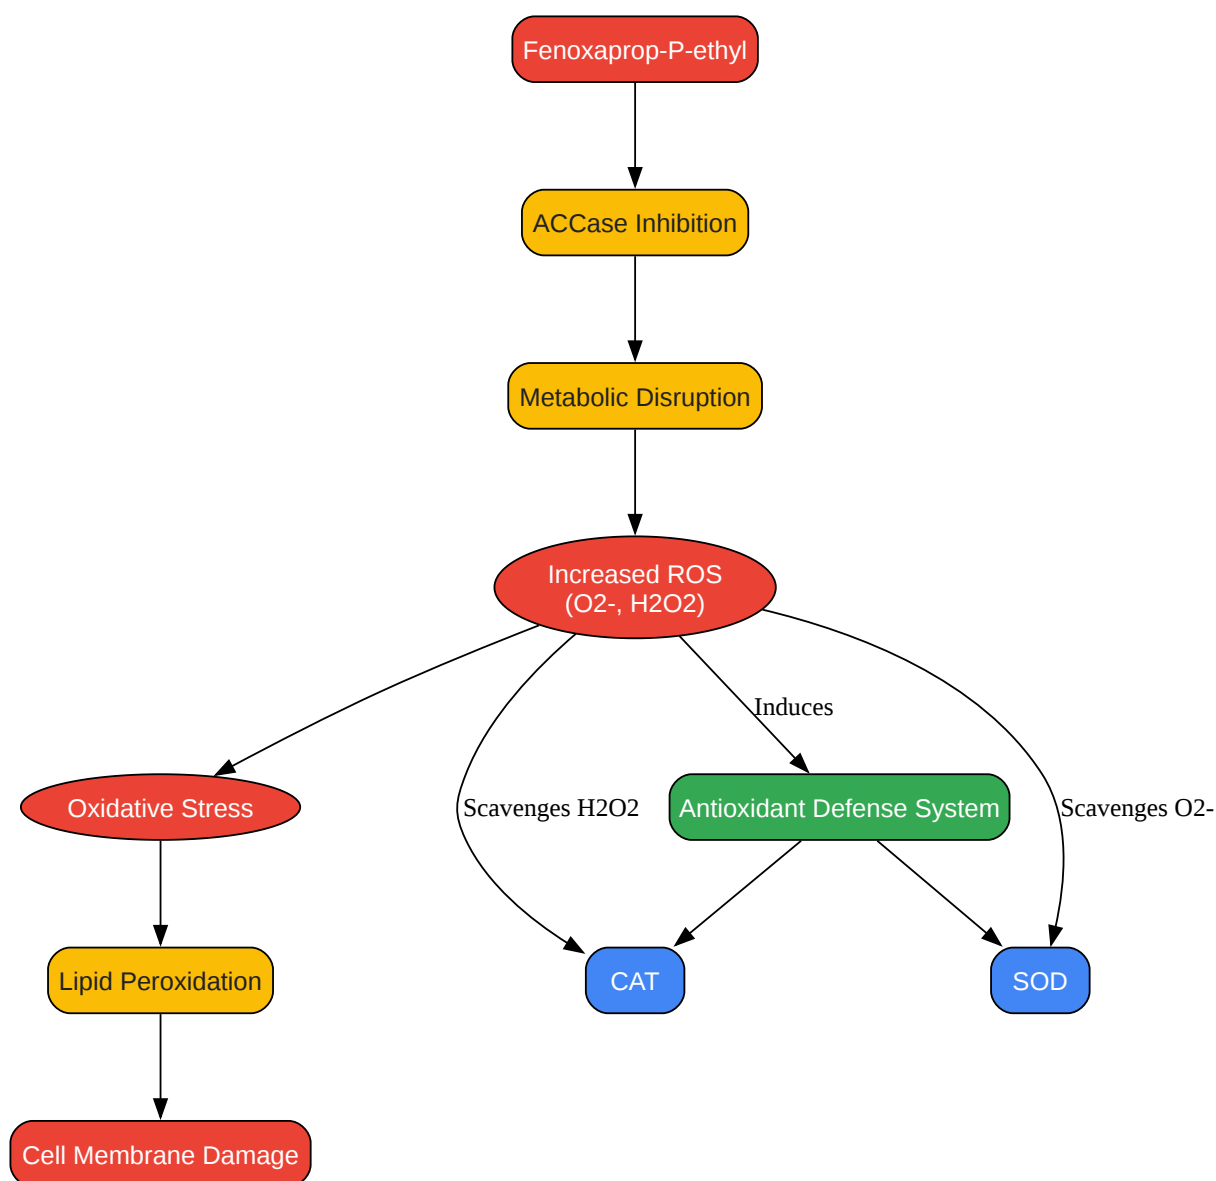 Fenoxaprop-P-ethyl
ACCase Inhibition
Metabolic Disruption
Increased ROS
(O2-, H2O2)
Induces
Oxidative Stress
Scavenges H2O2
Antioxidant Defense System
Scavenges O2-
Lipid Peroxidation
CAT
SOD
Cell Membrane Damage